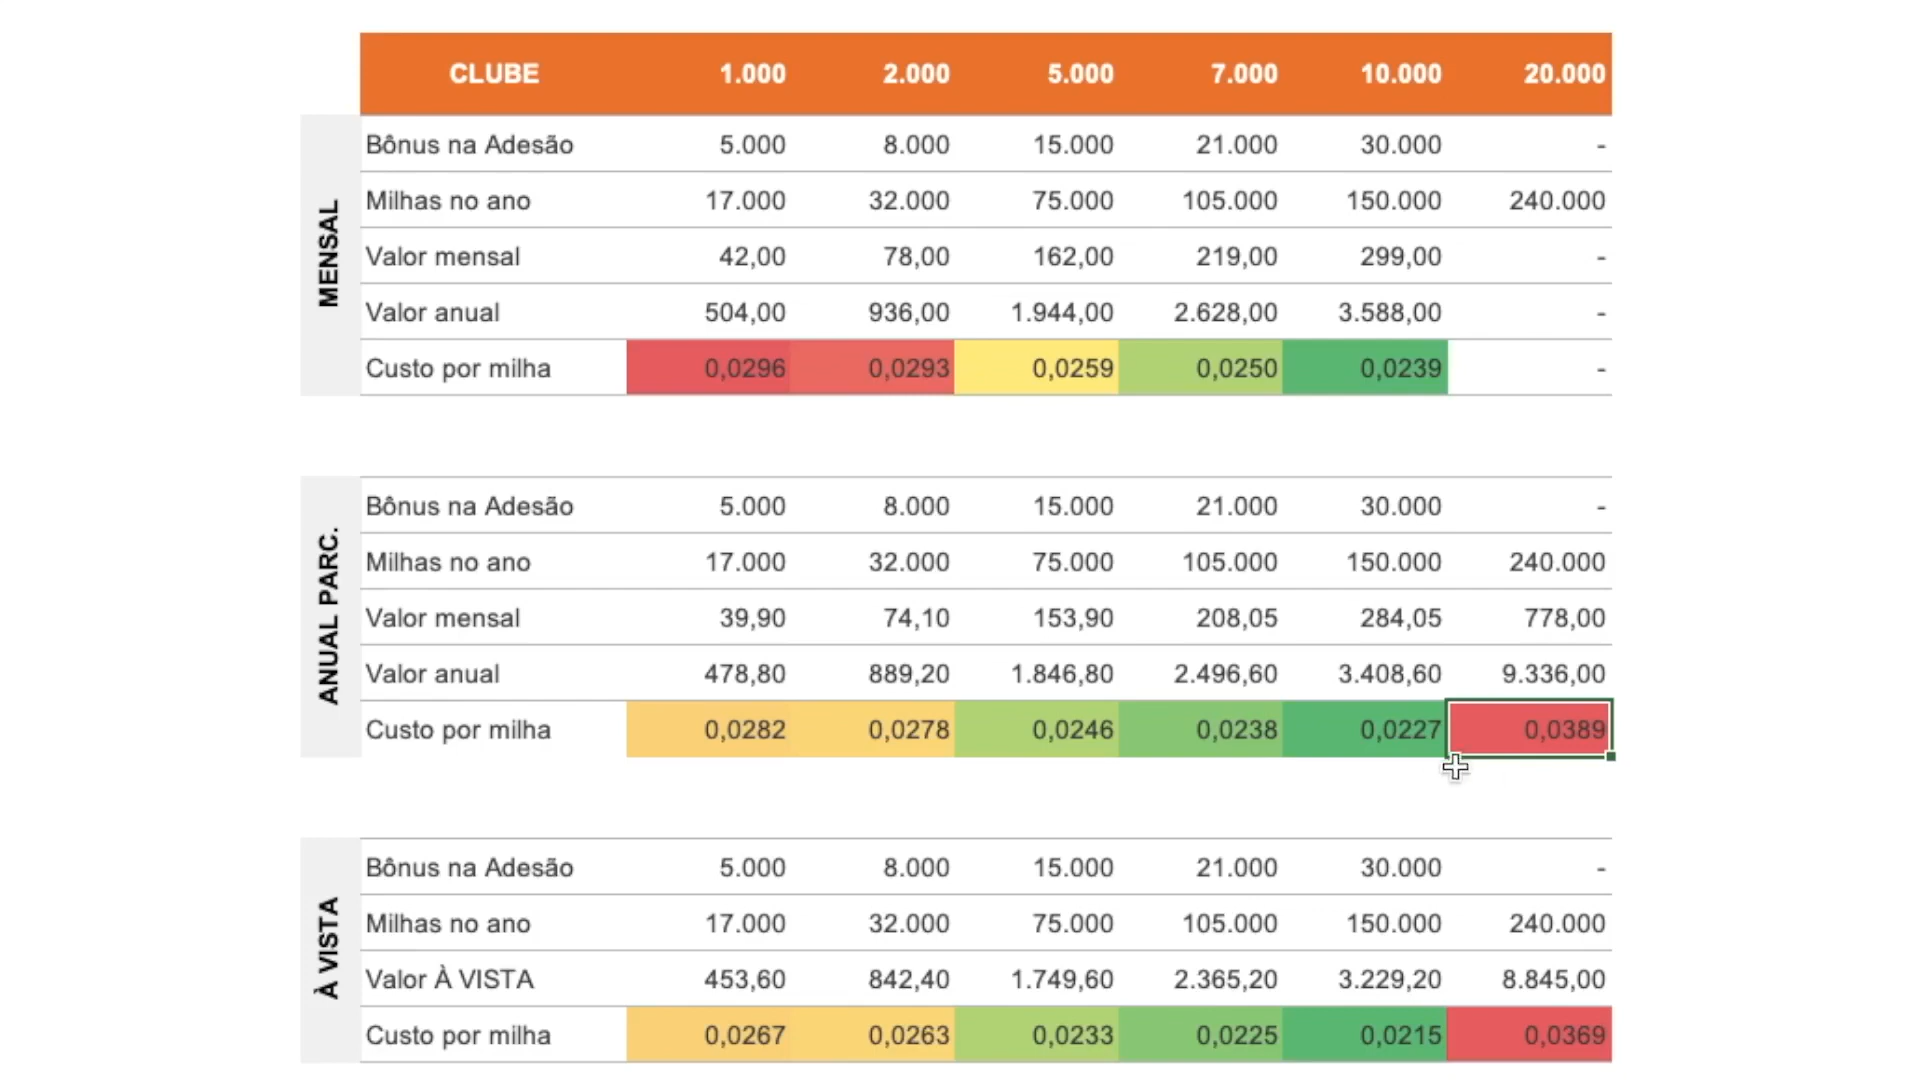 CLUBE 1.000 2.000 5.000 7.000 10.000 20.000
MENSAL
Bônus na Adesão 5.000 8.000 15.000 21.000 30.000 -
Milhas no ano 17.000 32.000 75.000 105.000 150.000 240.000
Valor mensal 42,00 78,00 162,00 219,00 299,00 -
Valor anual 504,00 936,00 1.944,00 2.628,00 3.588,00 -
Custo por milha 0,0296 0,0293 0,0259 0,0250 0,0239 -
ANUAL PARC.
Bônus na Adesão 5.000 8.000 15.000 21.000 30.000 -
Milhas no ano 17.000 32.000 75.000 105.000 150.000 240.000
Valor mensal 39,90 74,10 153,90 208,05 284,05 778,00
Valor anual 478,80 889,20 1.846,80 2.496,60 3.408,60 9.336,00
Custo por milha 0,0282 0,0278 0,0246 0,0238 0,0227 0,0389
À VISTA
Bônus na Adesão 5.000 8.000 15.000 21.000 30.000 -
Milhas no ano 17.000 32.000 75.000 105.000 150.000 240.000
Valor À VISTA 453,60 842,40 1.749,60 2.365,20 3.229,20 8.845,00
Custo por milha 0,0267 0,0263 0,0233 0,0225 0,0215 0,0369